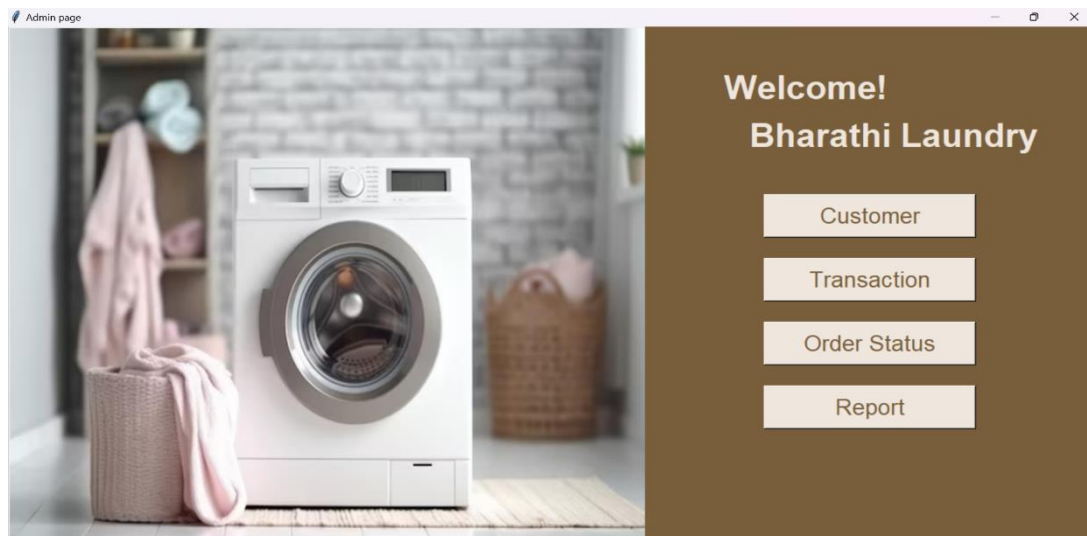 Admin page
Welcome!
Bharathi Laundry
Customer
Transaction
Order Status
Report